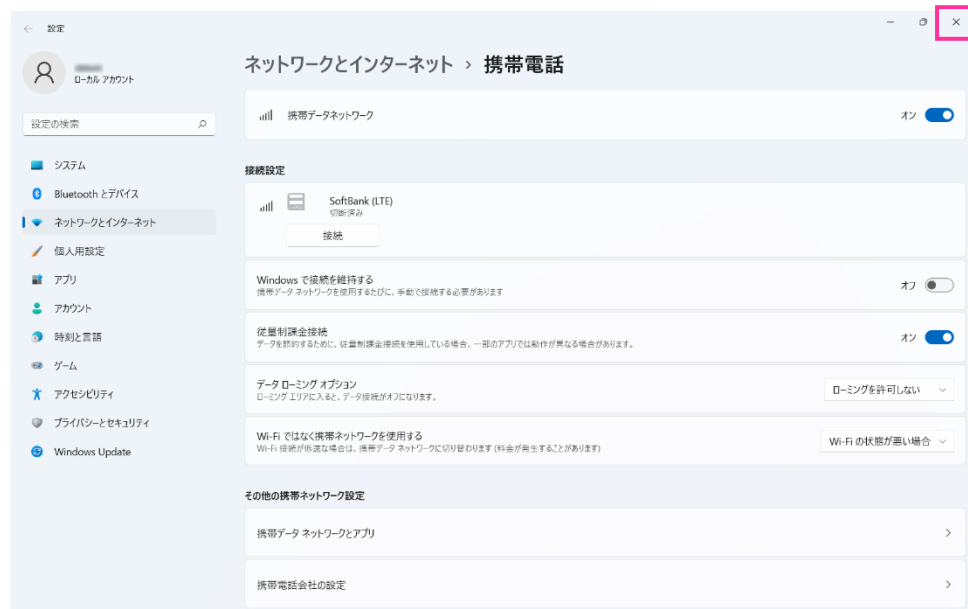 設定
ローカル アカウント
設定の検索
システム
Bluetooth とデバイス
ネットワークとインターネット
個人用設定
アプリ
アカウント
時刻と言語
ゲーム
アクセシビリティ
プライバシーとセキュリティ
Windows Update
ネットワークとインターネット › 携帯電話
携帯データネットワーク
オン
接続設定
SoftBank (LTE)
切断済み
接続
Windows で接続を維持する
携帯データ ネットワークを使用するたびに、手動で接続する必要があります
オフ
従量制課金接続
データを節約するために、従量制課金接続を使用している場合、一部のアプリでは動作が異なる場合があります。
オン
データ ローミング オプション
ローミング エリアに入ると、データ接続がオフになります。
ローミングを許可しない
Wi-Fi ではなく携帯ネットワークを使用する
Wi-Fi 接続が低速な場合は、携帯データ ネットワークに切り替わります (料金が発生することがあります)
Wi-Fi の状態が悪い場合
その他の携帯ネットワーク設定
携帯データ ネットワークとアプリ
携帯電話会社の設定